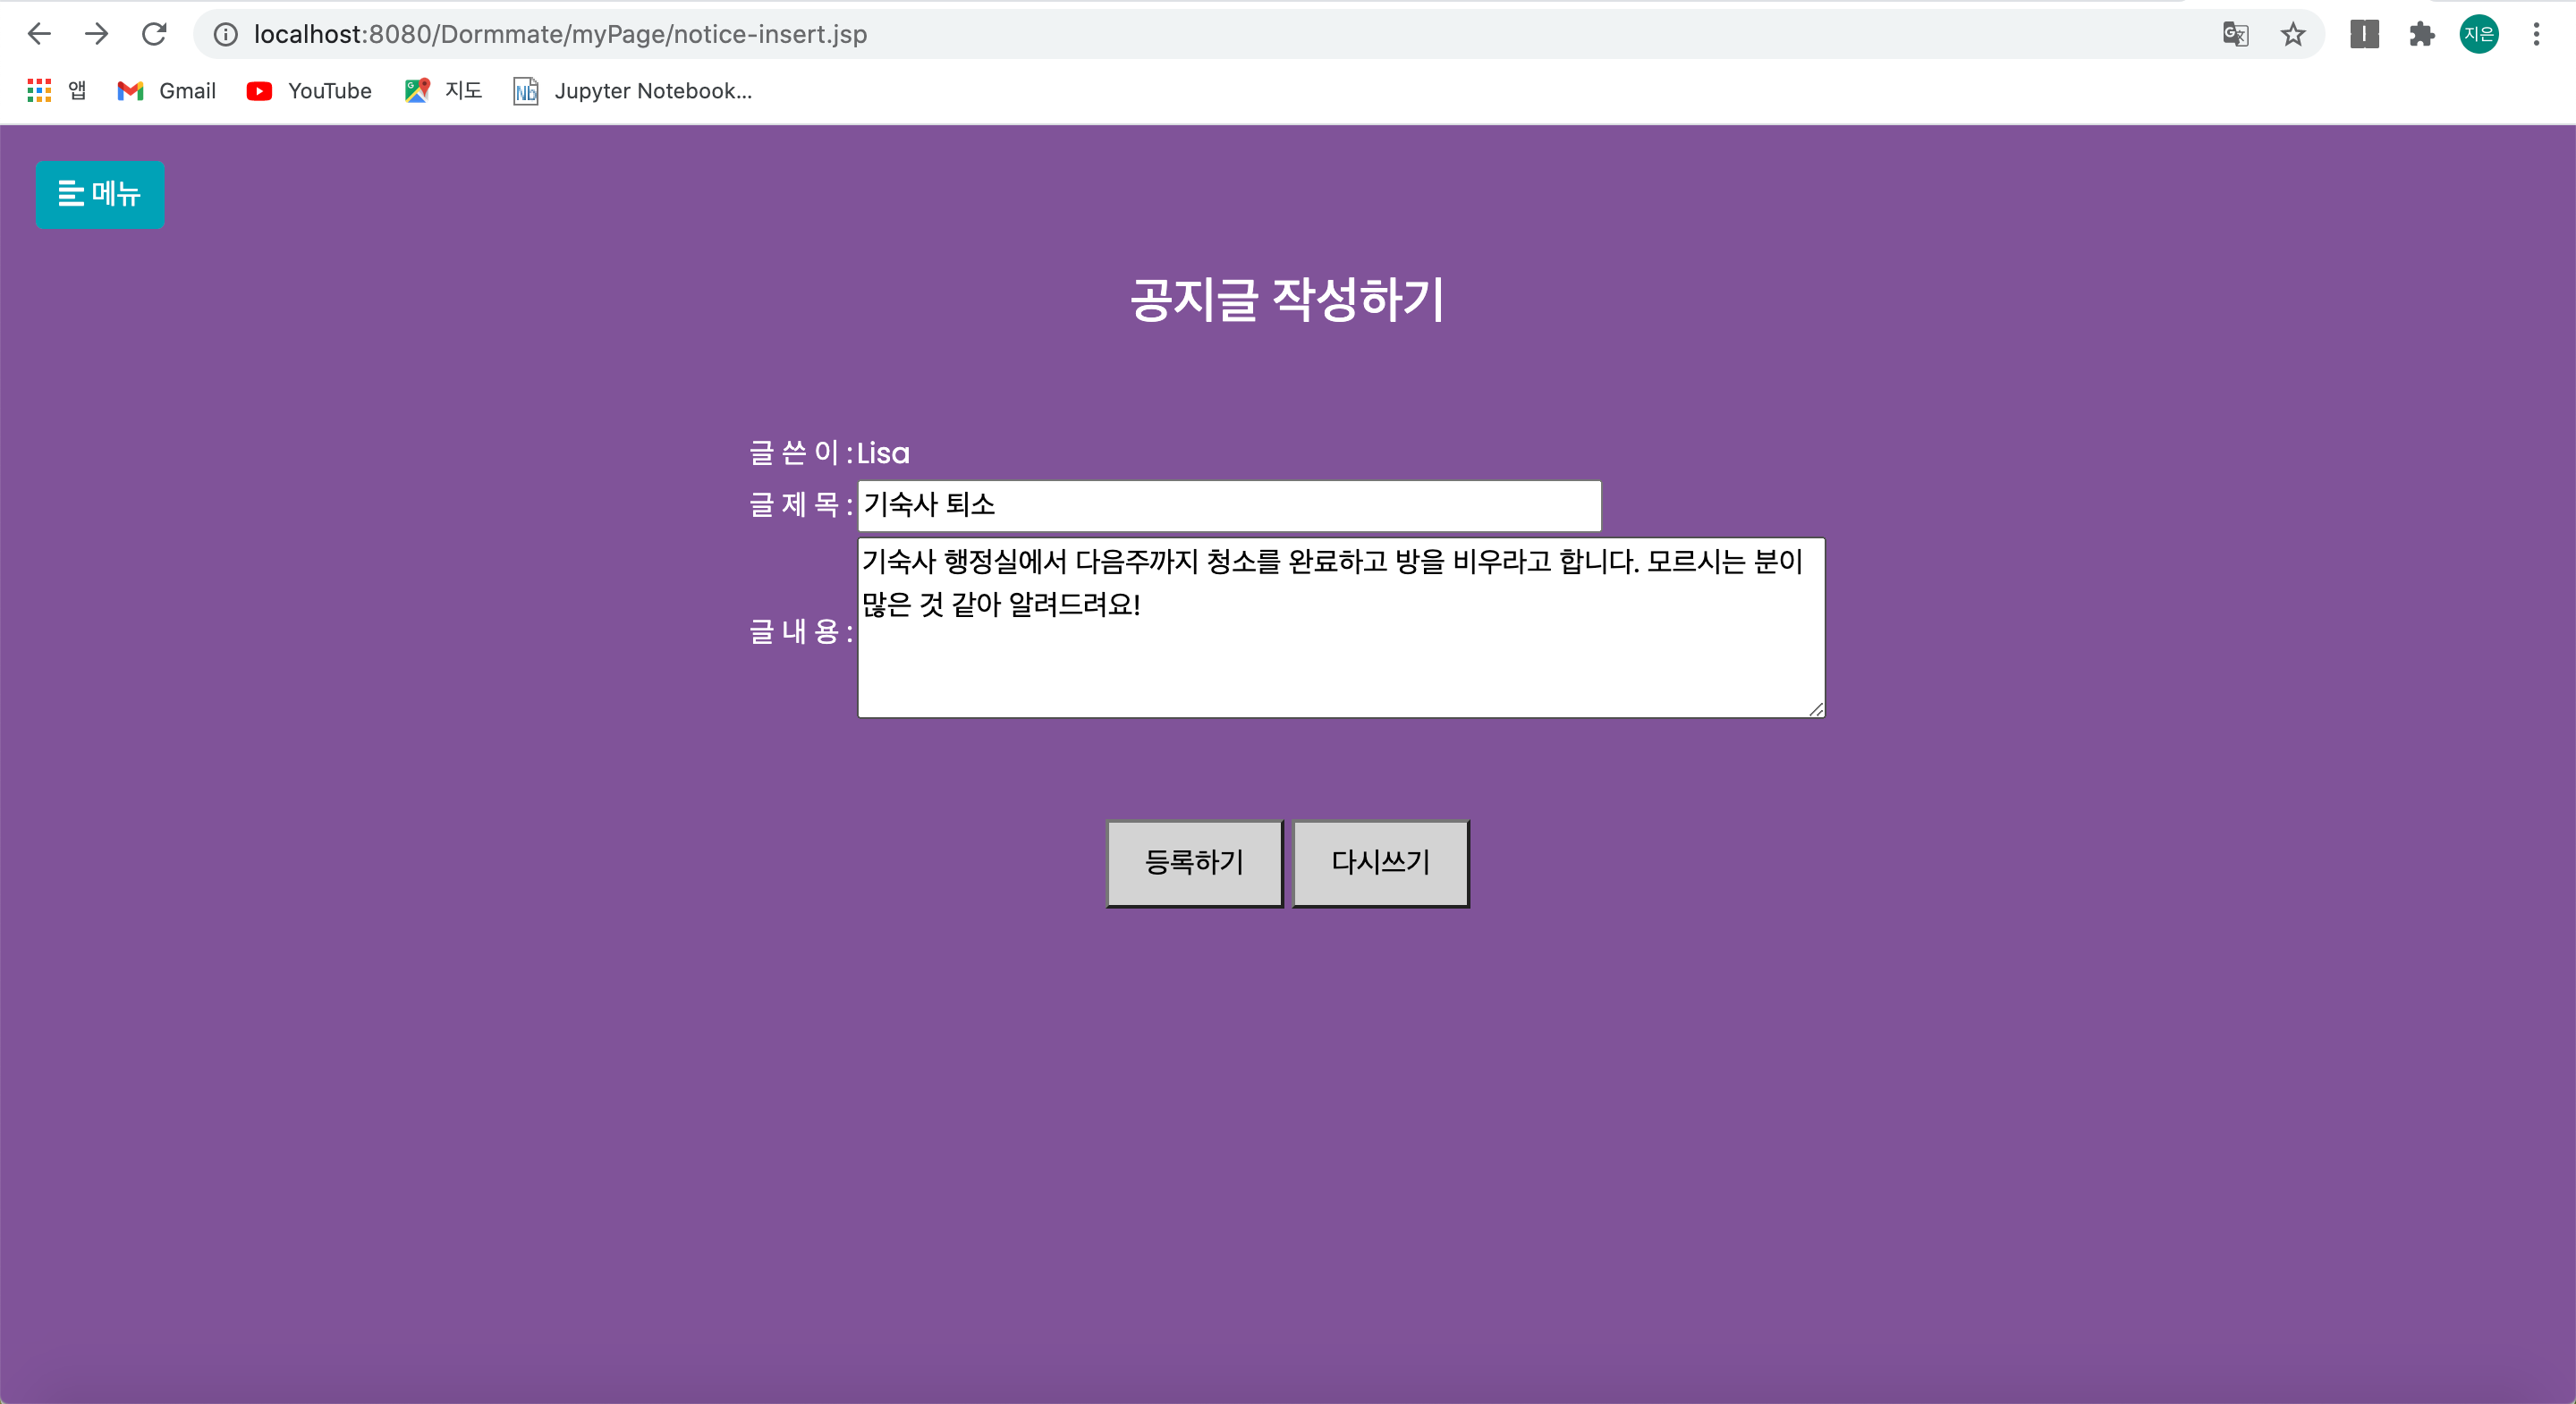 localhost:8080/Dormmate/myPage/notice-insert.jsp
지은
앱 Gmail YouTube 지도 Jupyter Notebook...
메뉴
공지글 작성하기
글 쓴 이 : Lisa
글 제 목 : 기숙사 퇴소
글 내 용 : 기숙사 행정실에서 다음주까지 청소를 완료하고 방을 비우라고 합니다. 모르시는 분이
많은 것 같아 알려드려요!
등록하기 다시쓰기